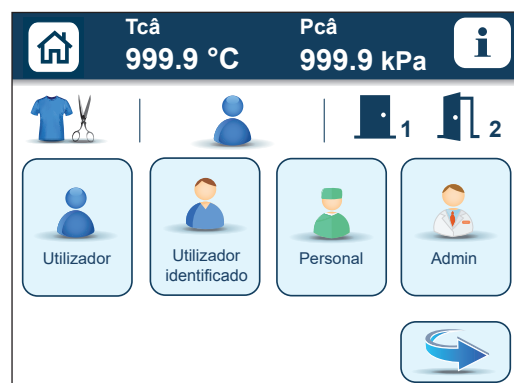 Tcâ Pcâ
999.9 °C 999.9 kPa
i
1 2
Utilizador
Utilizador
identificado
Personal
Admin